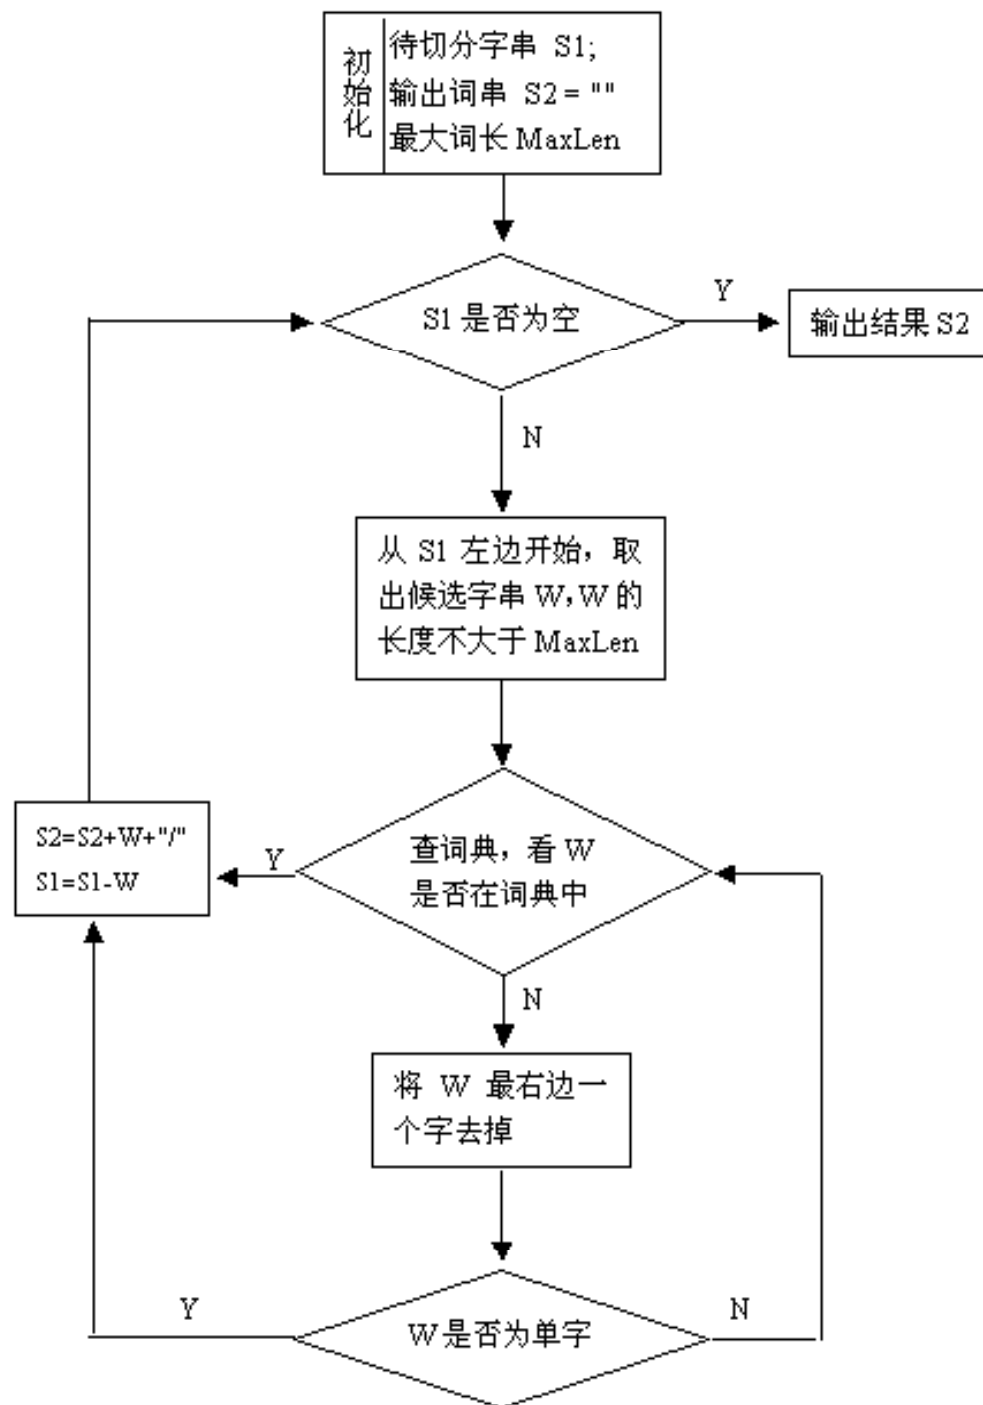 初始化
待切分字串 S1;
输出词串 S2 = ""
最大词长 MaxLen
S1 是否为空
Y
输出结果 S2
N
从 S1 左边开始，取
出候选字串 W，W 的
长度不大于 MaxLen
S2=S2+W+"/"
S1=S1-W
Y
查词典，看 W
是否在词典中
N
将 W 最右边一
个字去掉
Y
W 是否为单字
N